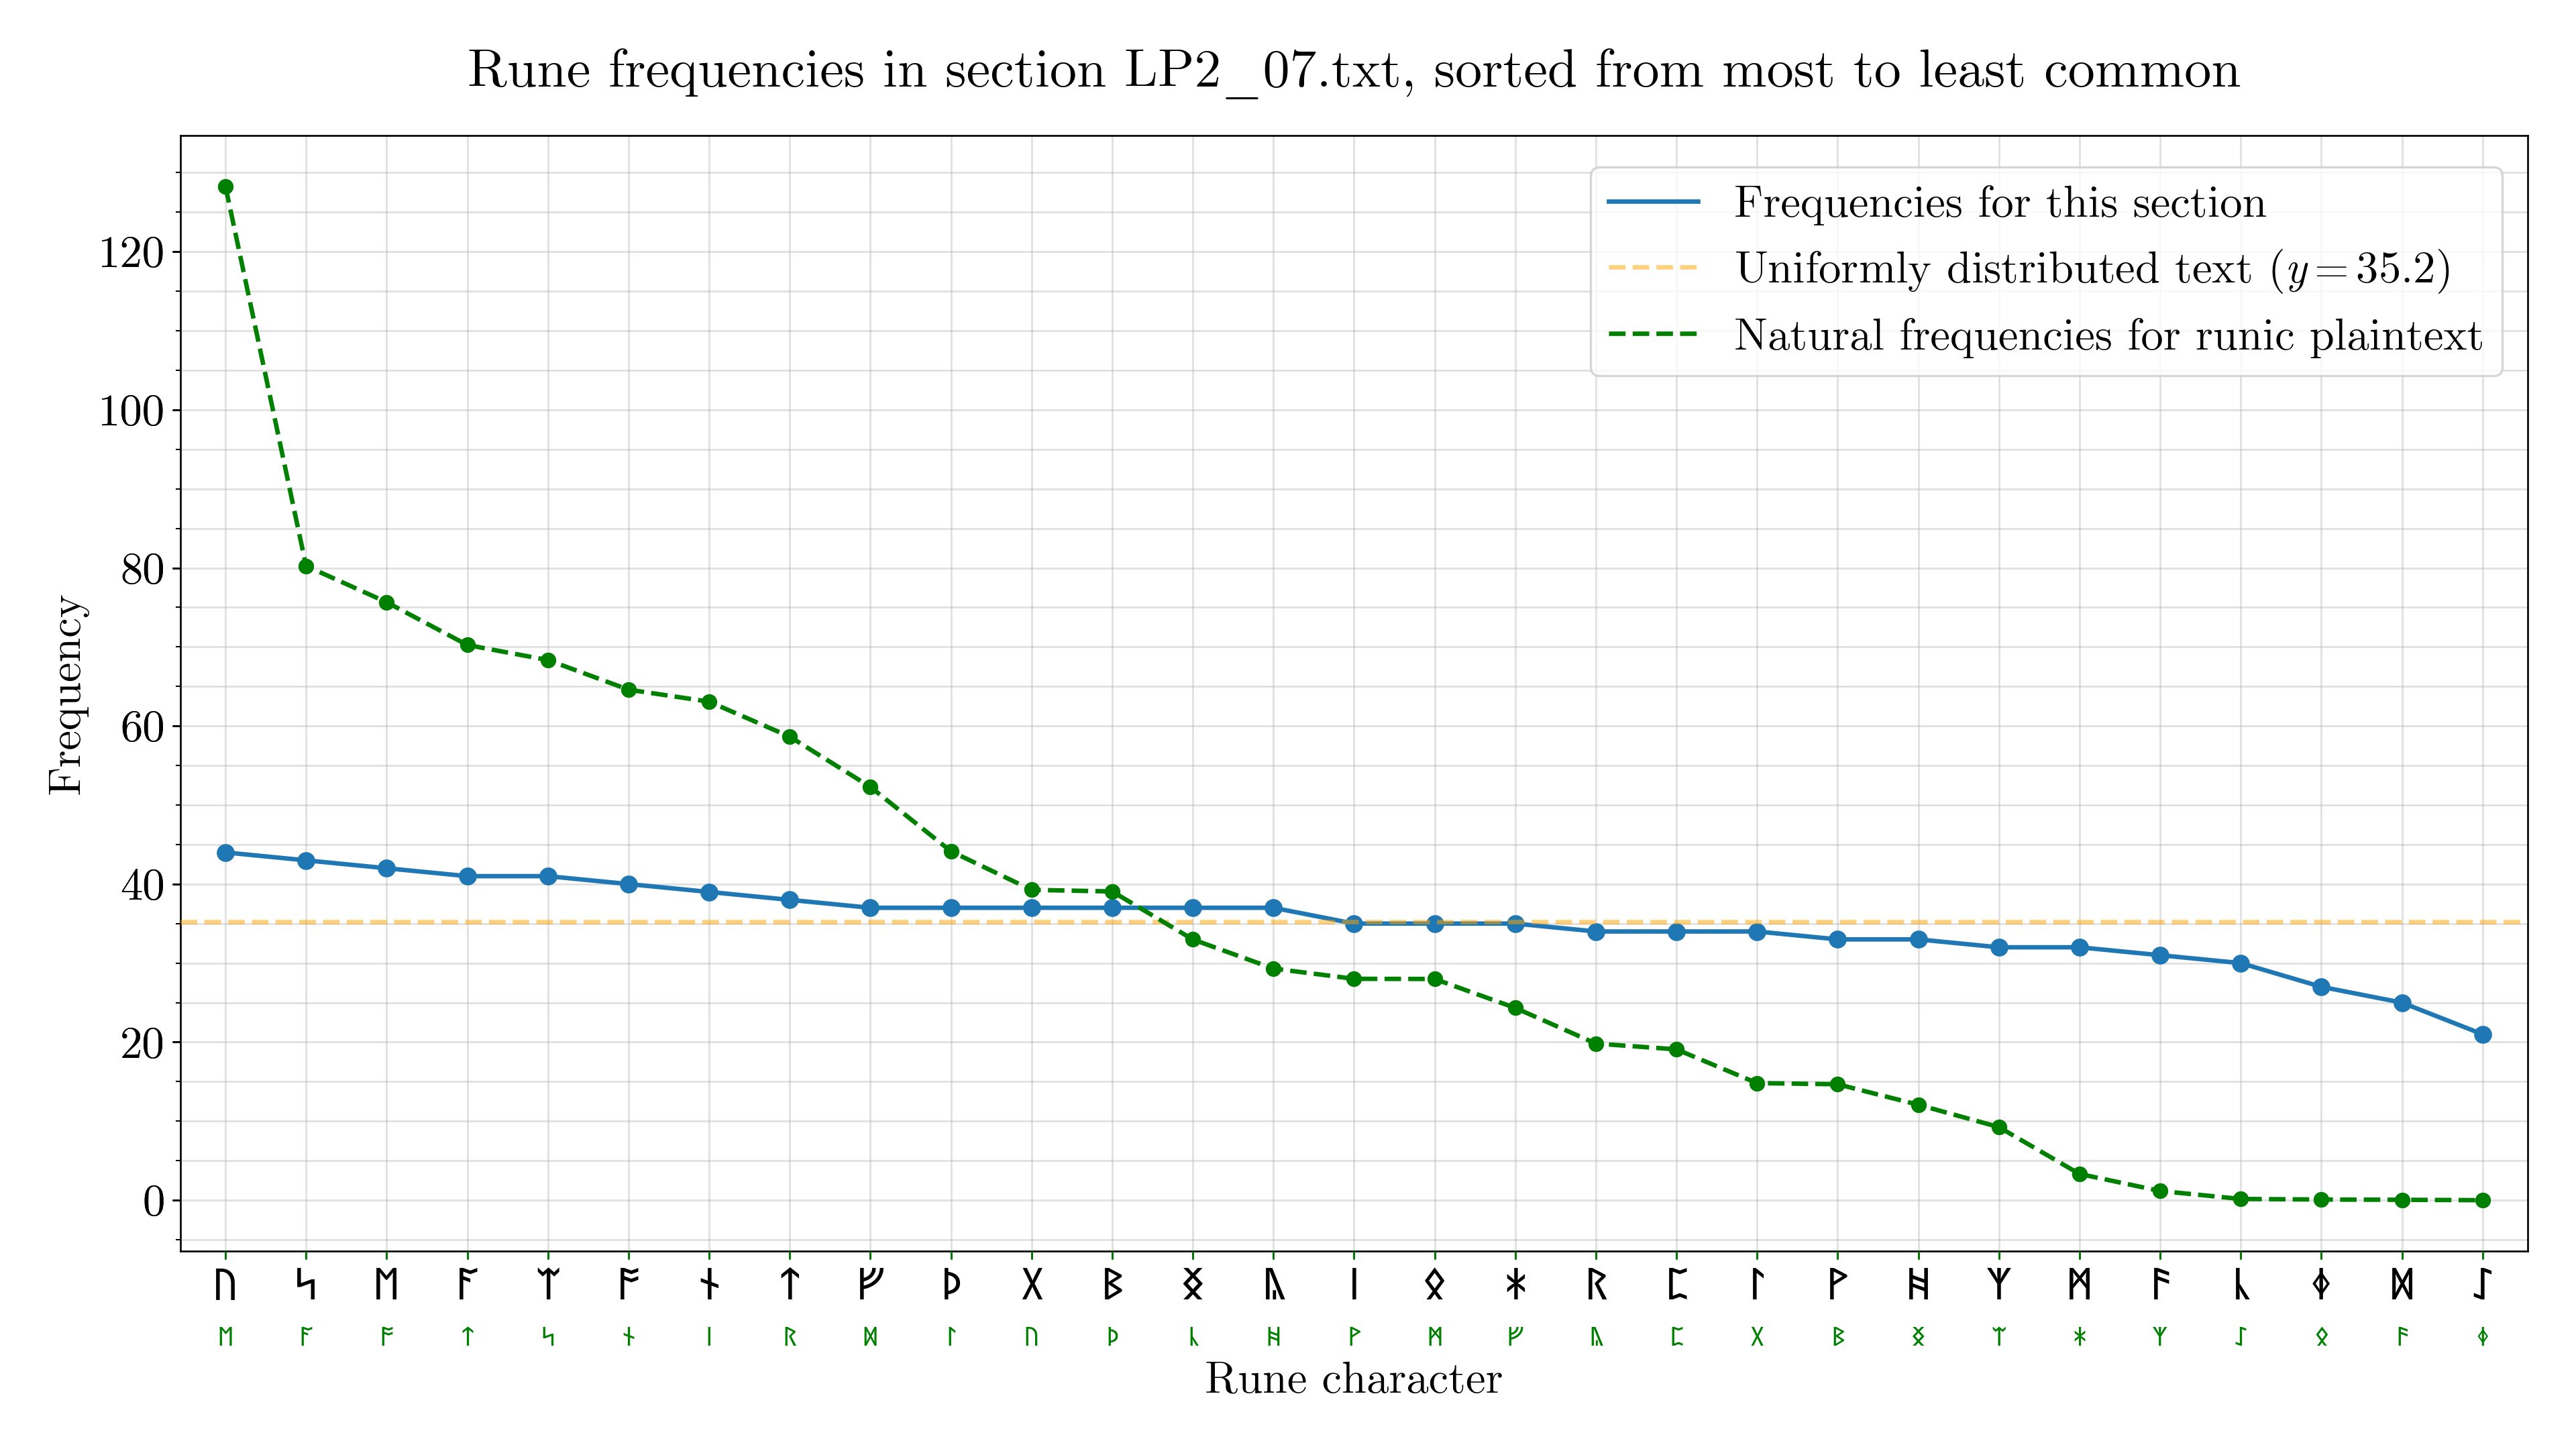 Rune frequencies in section LP2_07.txt, sorted from most to least common
Frequencies for this section
Uniformly distributed text (y = 35.2)
Natural frequencies for runic plaintext
120
100
80
60
40
20
0
Frequency
ᚢ ᛋ ᛖ ᚩ ᛠ ᚪ ᚾ ᛏ ᚠ ᚦ ᚷ ᛒ ᛝ ᚣ ᛁ ᛟ ᛡ ᚱ ᛈ ᛚ ᚹ ᚻ ᛉ ᛗ ᚫ ᚳ ᛄ ᛞ ᛇ
ᛖ ᚩ ᚪ ᛏ ᛋ ᚾ ᛁ ᚱ ᛞ ᛚ ᚢ ᚦ ᚳ ᚻ ᚹ ᛗ ᚠ ᚣ ᛈ ᚷ ᛒ ᛝ ᛠ ᛡ ᛉ ᛇ ᛟ ᚫ ᛄ
Rune character